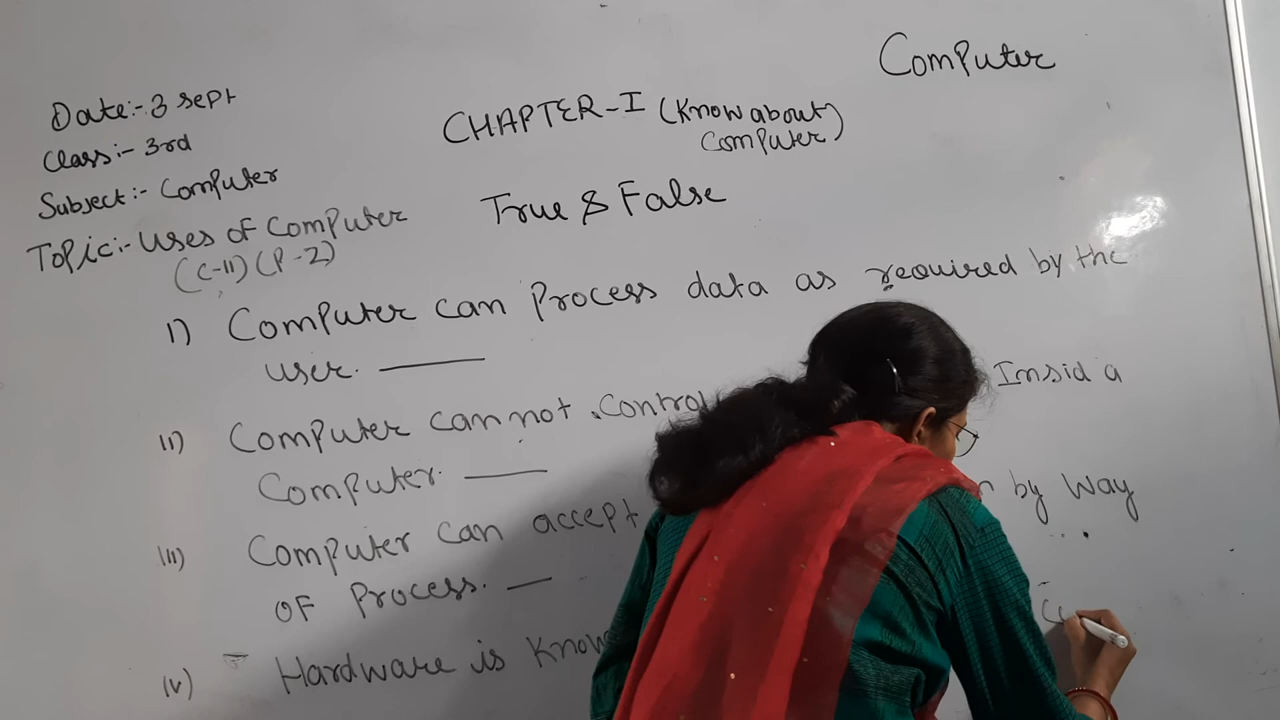 Computer
Date:- 3 sept
CHAPTER-I (Know about
Computer)
Class:- 3rd
Subject:- Computer
True & False
Topic:- Uses of Computer
(C-11) (P-2)
I) Computer can Process data as required by the
user. ———
II) Computer can not Control Insid a
Computer. ———
III) Computer can accept by Way
OF Process. —
IV) Hardware is Know